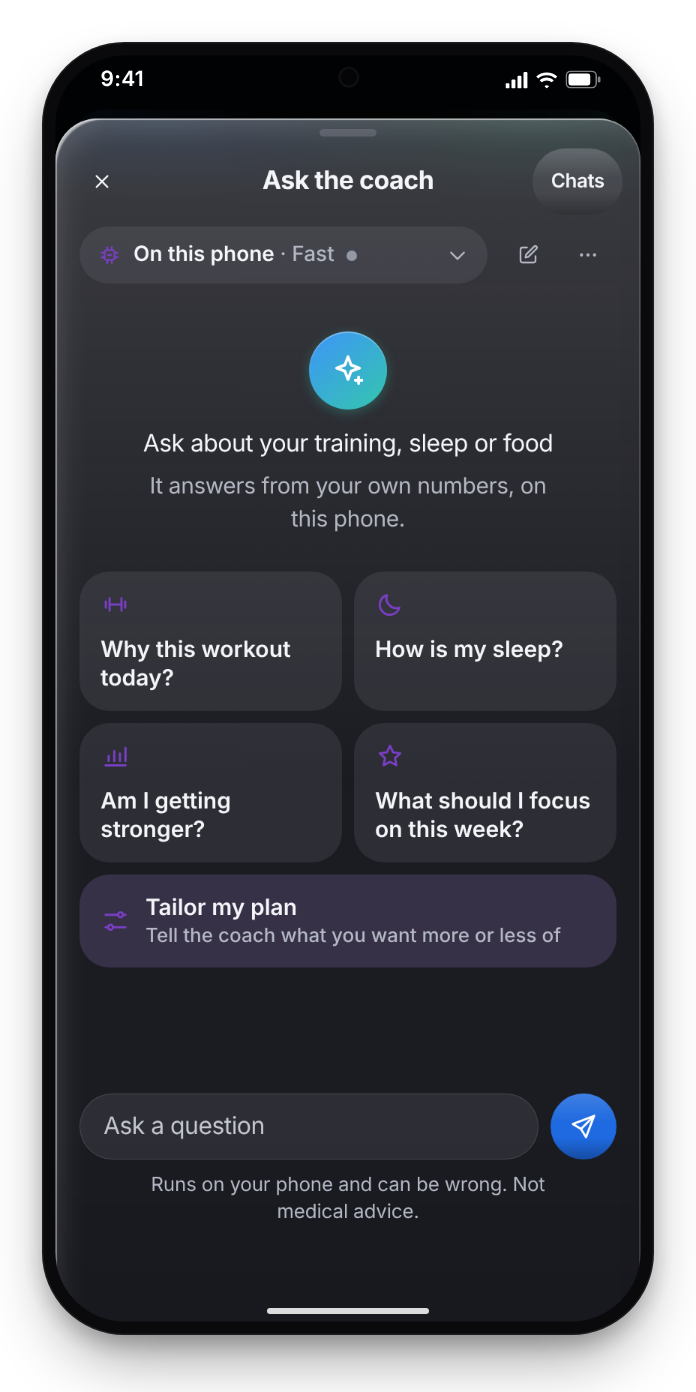 9:41
Ask the coach
Chats
On this phone · Fast
Ask about your training, sleep or food
It answers from your own numbers, on
this phone.
Why this workout
today?
How is my sleep?
Am I getting
stronger?
What should I focus
on this week?
Tailor my plan
Tell the coach what you want more or less of
Ask a question
Runs on your phone and can be wrong. Not
medical advice.